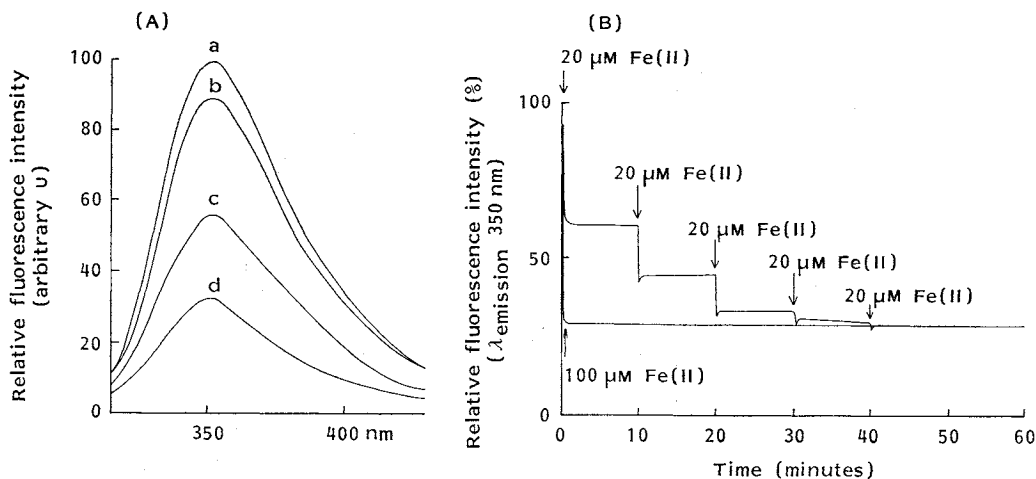 (A)
a
b
c
d
100
80
60
40
20
0
350
400 nm
Relative fluorescence intensity
(arbitrary U)
(B)
20 µM Fe(II)
20 µM Fe(II)
20 µM Fe(II)
20 µM Fe(II)
20 µM Fe(II)
100 µM Fe(II)
100
50
0
0
10
20
30
40
50
60
Time (minutes)
Relative fluorescence intensity (%)
(λemission 350 nm)